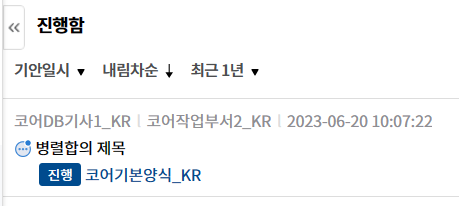 진행함
기안일시 ▼ 내림차순 ↓ 최근 1년 ▼
코어DB기사1_KR | 코어작업부서2_KR | 2023-06-20 10:07:22
병렬합의 제목
진행 코어기본양식_KR